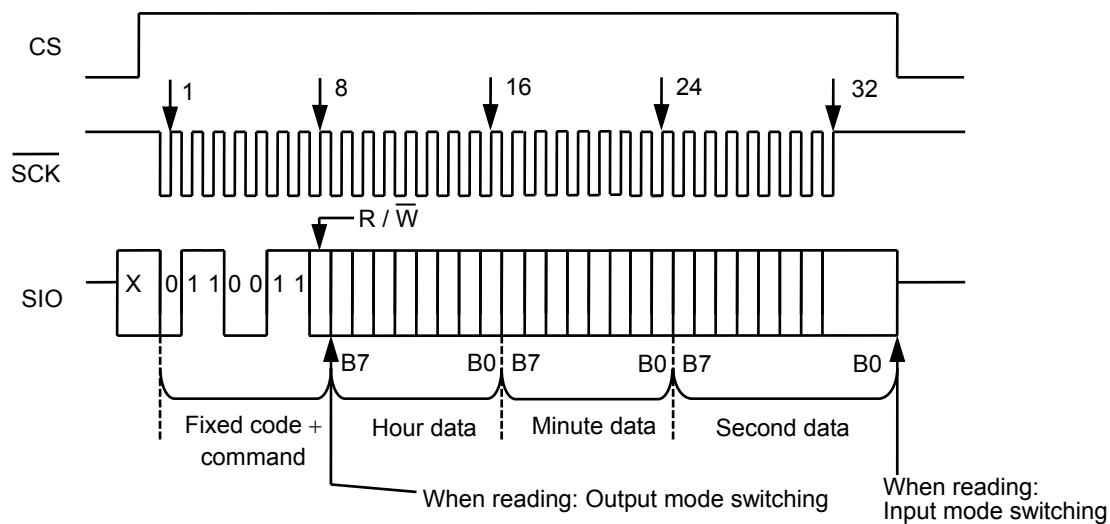 CS
1 8 16 24 32
SCK
R / W
SIO
X 0 1 1 0 0 1 1
B7 B0 B7 B0 B7 B0
Fixed code +
command
Hour data
Minute data
Second data
When reading: Output mode switching
When reading:
Input mode switching